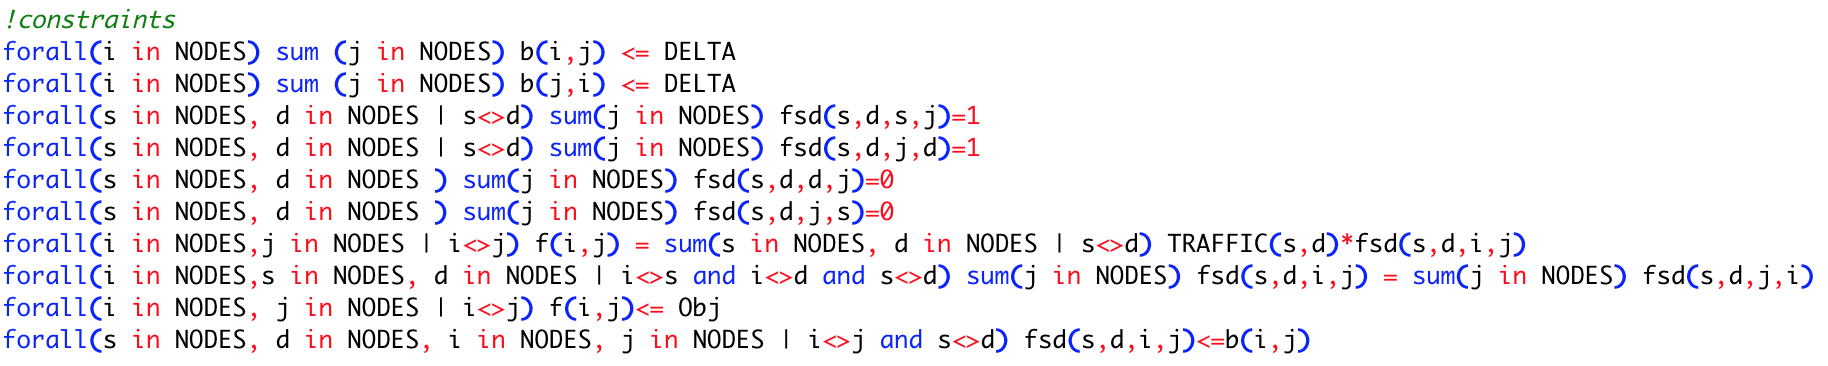 !constraints
forall(i in NODES) sum (j in NODES) b(i,j) <= DELTA
forall(i in NODES) sum (j in NODES) b(j,i) <= DELTA
forall(s in NODES, d in NODES | s<>d) sum(j in NODES) fsd(s,d,s,j)=1
forall(s in NODES, d in NODES | s<>d) sum(j in NODES) fsd(s,d,j,d)=1
forall(s in NODES, d in NODES ) sum(j in NODES) fsd(s,d,d,j)=0
forall(s in NODES, d in NODES ) sum(j in NODES) fsd(s,d,j,s)=0
forall(i in NODES,j in NODES | i<>j) f(i,j) = sum(s in NODES, d in NODES | s<>d) TRAFFIC(s,d)*fsd(s,d,i,j)
forall(i in NODES,s in NODES, d in NODES | i<>s and i<>d and s<>d) sum(j in NODES) fsd(s,d,i,j) = sum(j in NODES) fsd(s,d,j,i)
forall(i in NODES, j in NODES | i<>j) f(i,j)<= Obj
forall(s in NODES, d in NODES, i in NODES, j in NODES | i<>j and s<>d) fsd(s,d,i,j)<=b(i,j)